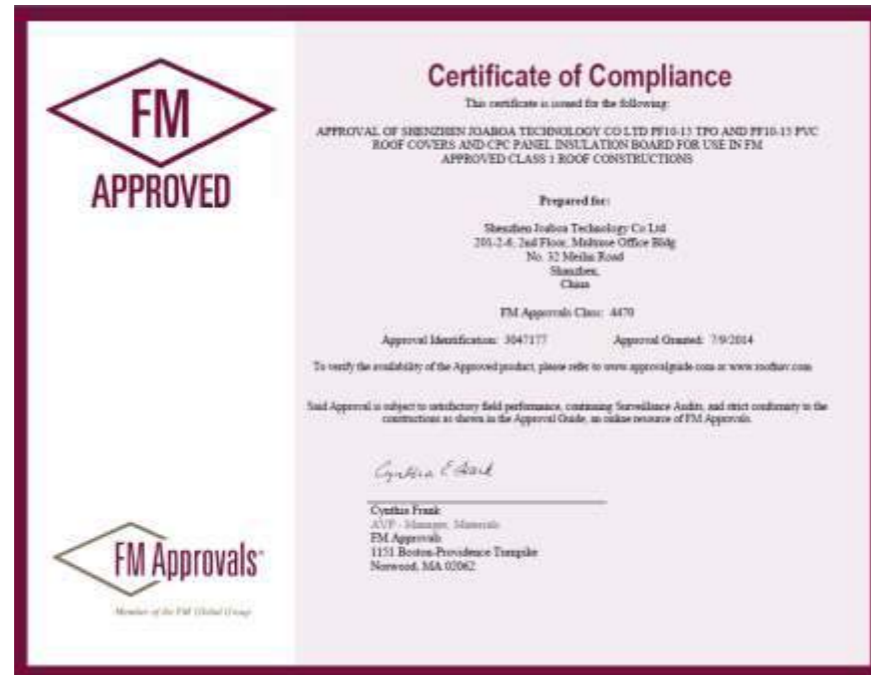 FM
APPROVED
Certificate of Compliance
This certificate is issued for the following:
APPROVAL OF SHENZHEN JOABOA TECHNOLOGY CO LTD PF10-15 TPO AND PF10-15 PVC
ROOF COVERS AND CPC PANEL INSULATION BOARD FOR USE IN FM
APPROVED CLASS 1 ROOF CONSTRUCTIONS
Prepared for:
Shenzhen Joaboa Technology Co Ltd
201-2-6, 2nd Floor, Office Bldg
No. 32 Road
Shenzhen,
China
FM Approvals Class: 4470
Approval Identification: 3047177 Approval Granted: 7/9/2014
To verify the availability of the Approved product, please refer to www.approvalguide.com or www.roofnav.com
Said Approval is subject to satisfactory field performance, continuing Surveillance Audits, and strict conformity to the
constructions as shown in the Approval Guide, an online resource of FM Approvals.
Cynthia E Frank
Cynthia Frank
AVP - Manager, Materials
FM Approvals
1151 Boston-Providence Turnpike
Norwood, MA 02062
FM Approvals
Member of the FM Global Group